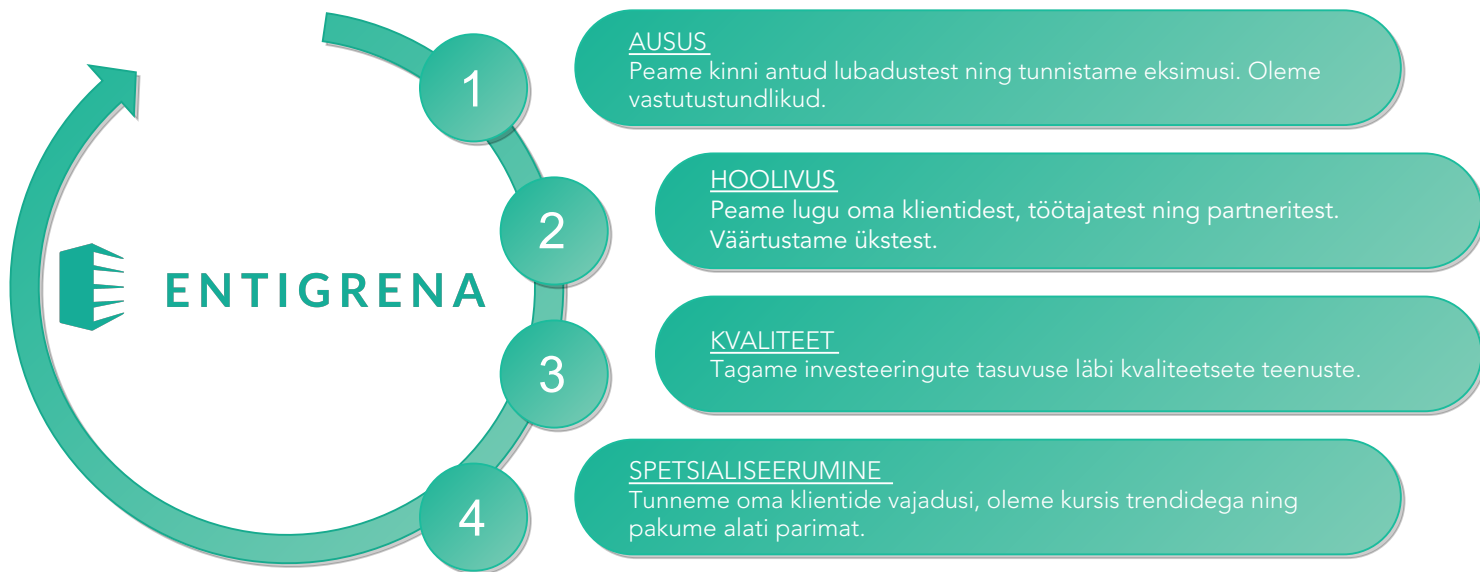 1
AUSUS
Peame kinni antud lubadustest ning tunnistame eksimusi. Oleme
vastutustundlikud.
2
HOOLIVUS
Peame lugu oma klientidest, töötajatest ning partneritest.
Väärtustame ükstest.
ENTIGRENA
3
KVALITEET
Tagame investeeringute tasuvuse läbi kvaliteetsete teenuste.
4
SPETSIALISEERUMINE
Tunneme oma klientide vajadusi, oleme kursis trendidega ning
pakume alati parimat.